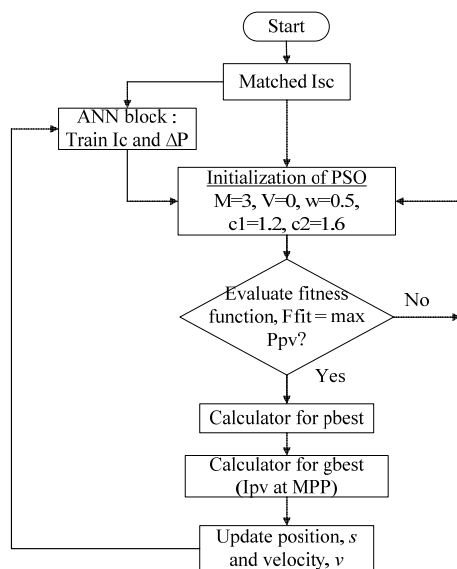 Start
Matched Isc
ANN block :
Train Ic and ΔP
Initialization of PSO
M=3, V=0, w=0.5,
c1=1.2, c2=1.6
Evaluate fitness
function, Ffit = max
Ppv?
No
Yes
Calculator for pbest
Calculator for gbest
(Ipv at MPP)
Update position, s
and velocity, v